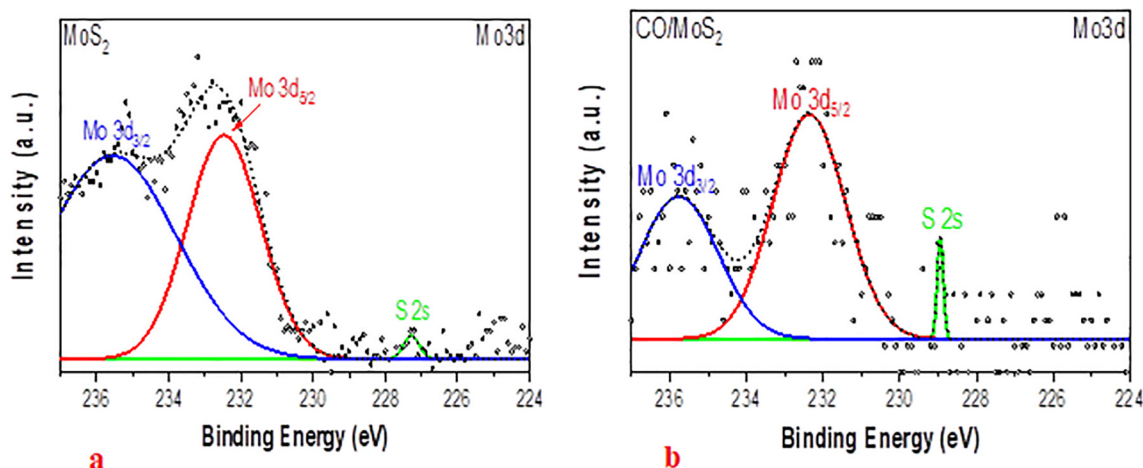 MoS₂
Mo3d
Mo 3d₃/₂
Mo 3d₅/₂
S 2s
Intensity (a.u.)
236 234 232 230 228 226 224
Binding Energy (eV)
a
CO/MoS₂
Mo3d
Mo 3d₃/₂
Mo 3d₅/₂
S 2s
Intensity (a.u.)
236 234 232 230 228 226 224
Binding Energy (eV)
b